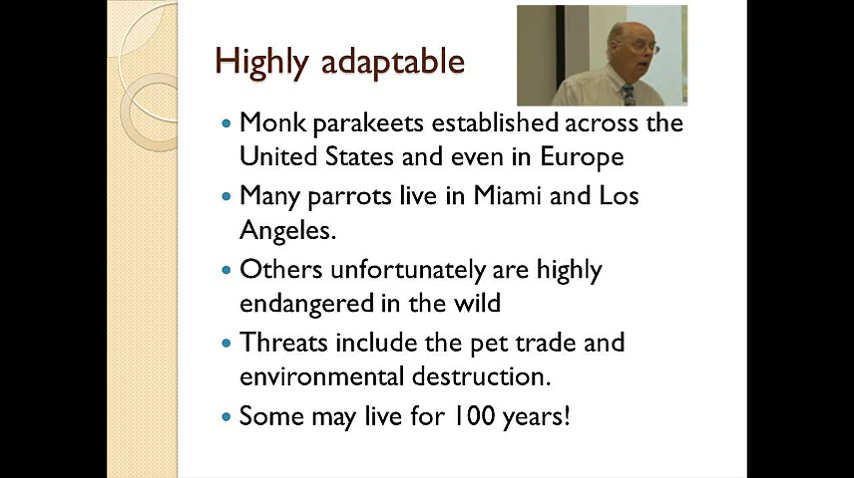 Highly adaptable
• Monk parakeets established across the
United States and even in Europe
• Many parrots live in Miami and Los
Angeles.
• Others unfortunately are highly
endangered in the wild
• Threats include the pet trade and
environmental destruction.
• Some may live for 100 years!